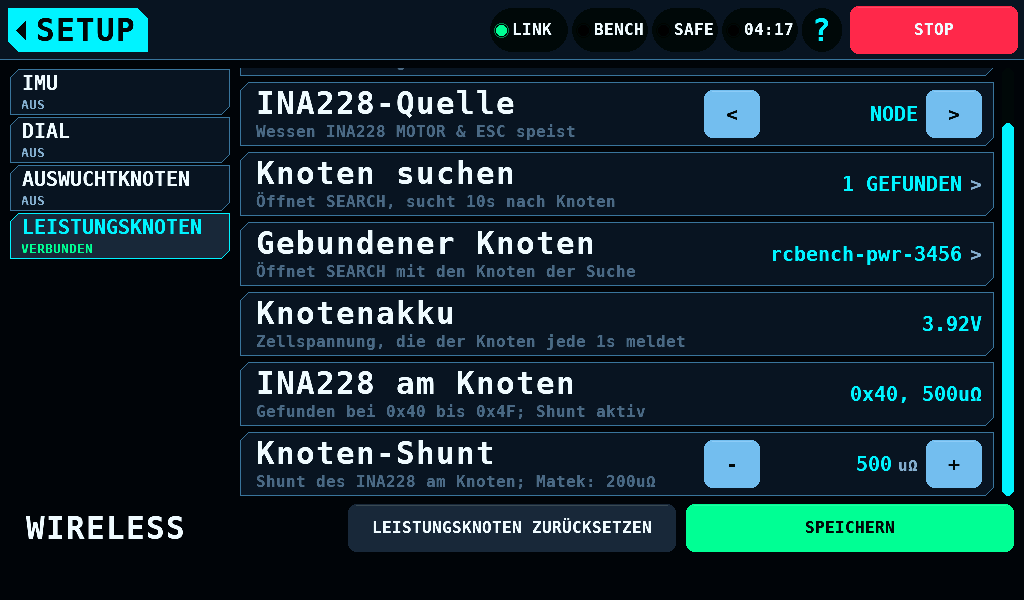 SETUP
LINK
BENCH
SAFE
04:17
?
STOP
IMU
AUS
DIAL
AUS
AUSWUCHTKNOTEN
AUS
LEISTUNGSKNOTEN
VERBUNDEN
INA228-Quelle
Wessen INA228 MOTOR & ESC speist
<
NODE
>
Knoten suchen
Öffnet SEARCH, sucht 10s nach Knoten
1 GEFUNDEN >
Gebundener Knoten
Öffnet SEARCH mit den Knoten der Suche
rcbench-pwr-3456 >
Knotenakku
Zellspannung, die der Knoten jede 1s meldet
3.92V
INA228 am Knoten
Gefunden bei 0x40 bis 0x4F; Shunt aktiv
0x40, 500uΩ
Knoten-Shunt
Shunt des INA228 am Knoten; Matek: 200uΩ
-
500 uΩ
+
WIRELESS
LEISTUNGSKNOTEN ZURÜCKSETZEN
SPEICHERN